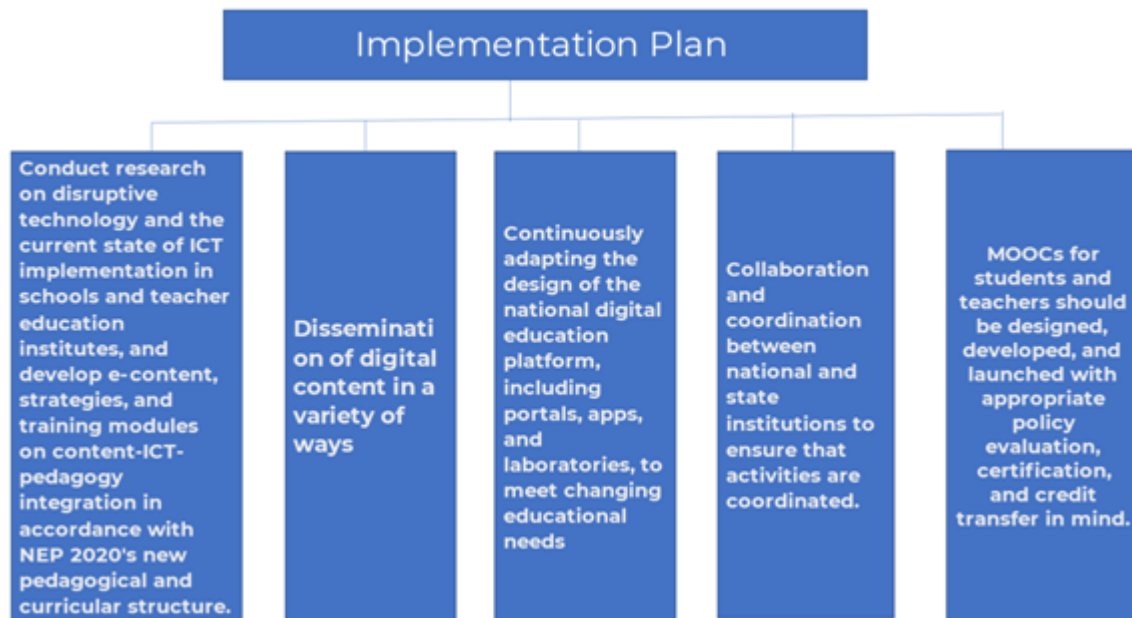 Implementation Plan
Conduct research
on disruptive
technology and the
current state of ICT
implementation in
schools and teacher
education
institutes, and
develop e-content,
strategies, and
training modules
on content-ICT-
pedagogy
integration in
accordance with
NEP 2020's new
pedagogical and
curricular structure.
Disseminati
on of digital
content in a
variety of
ways
Continuously
adapting the
design of the
national digital
education
platform,
including
portals, apps,
and
laboratories, to
meet changing
educational
needs
Collaboration
and
coordination
between
national and
state
institutions to
ensure that
activities are
coordinated.
MOOCs for
students and
teachers should
be designed,
developed, and
launched with
appropriate
policy
evaluation,
certification,
and credit
transfer in mind.